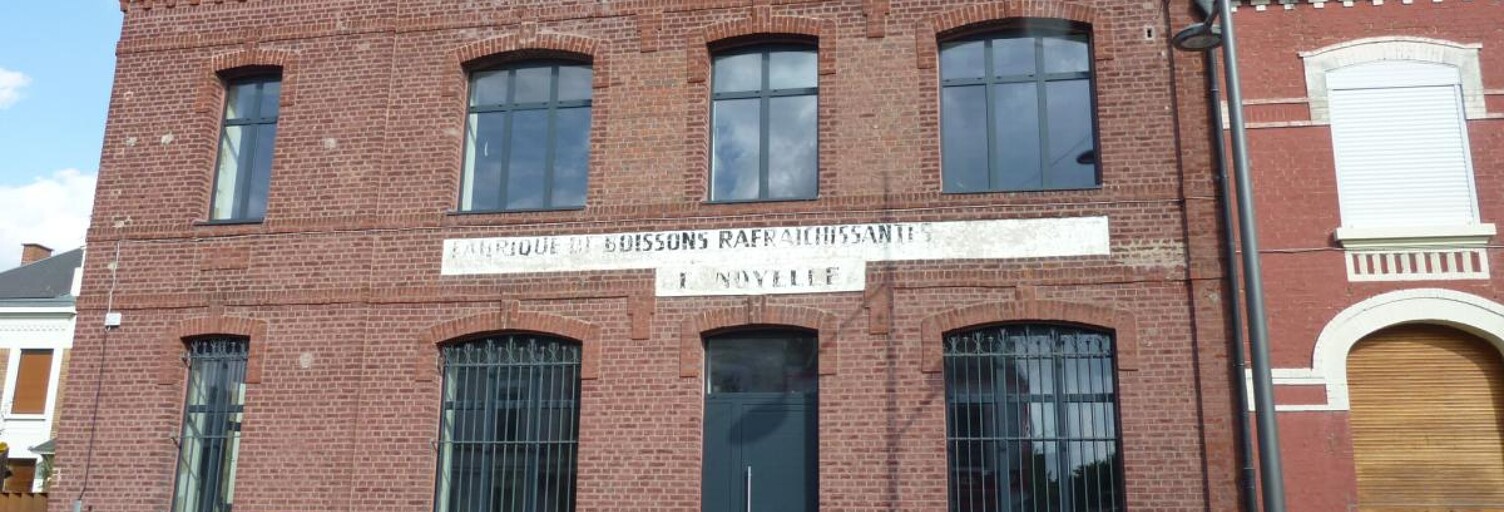 FABRIQUE DE BOISSONS RAFRAICHISSANTES
NOYELLE